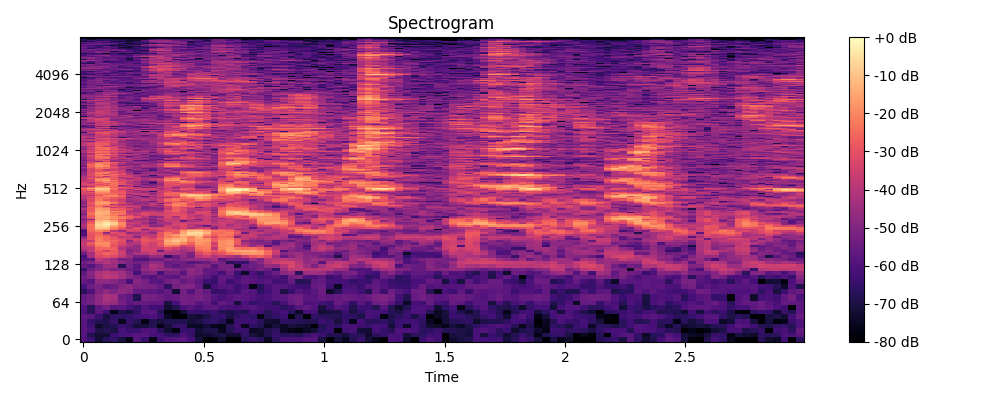 Spectrogram
Hz
4096
2048
1024
512
256
128
64
0
0
0.5
1
1.5
2
2.5
Time
+0 dB
-10 dB
-20 dB
-30 dB
-40 dB
-50 dB
-60 dB
-70 dB
-80 dB